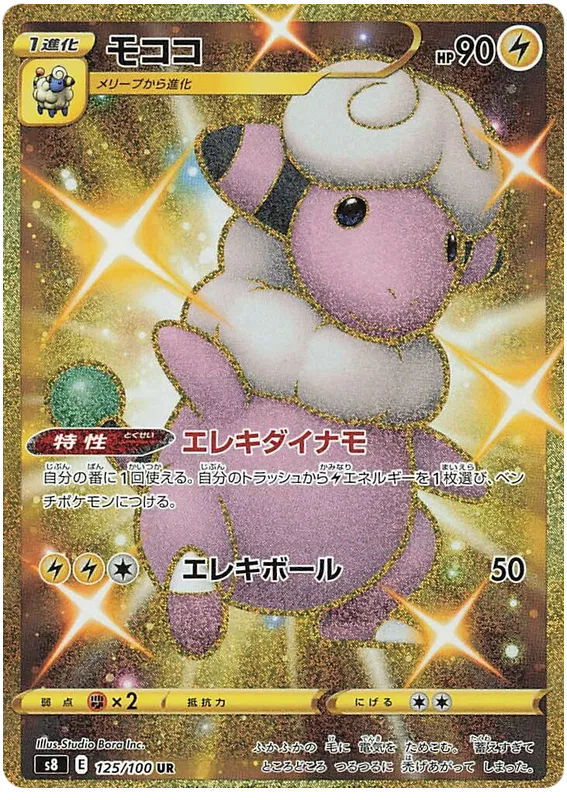 1進化
モココ
HP90
メリープから進化
特性 とくせい
エレキダイナモ
自分の番に1回使える。自分のトラッシュからエネルギーを1枚選び、ベン
チポケモンにつける。
エレキボール 50
弱点 ×2 抵抗力 にげる
Illus.Studio Bora Inc.
s8 E 125/100 UR
ふかふかの 毛に 電気を ためこむ。 蓄えすぎて
ところどころ つるつるに 禿げあがって しまった。